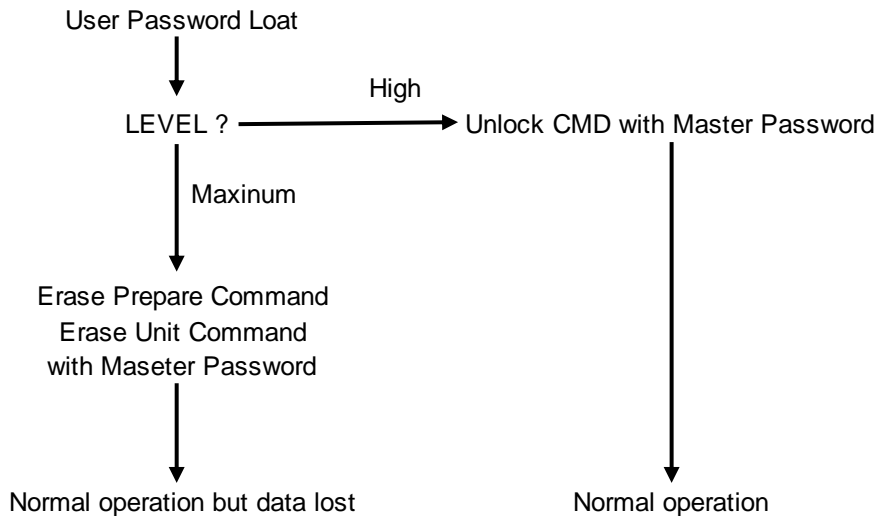 User Password Loat
High
LEVEL ?
Unlock CMD with Master Password
Maxinum
Erase Prepare Command
Erase Unit Command
with Maseter Password
Normal operation but data lost
Normal operation